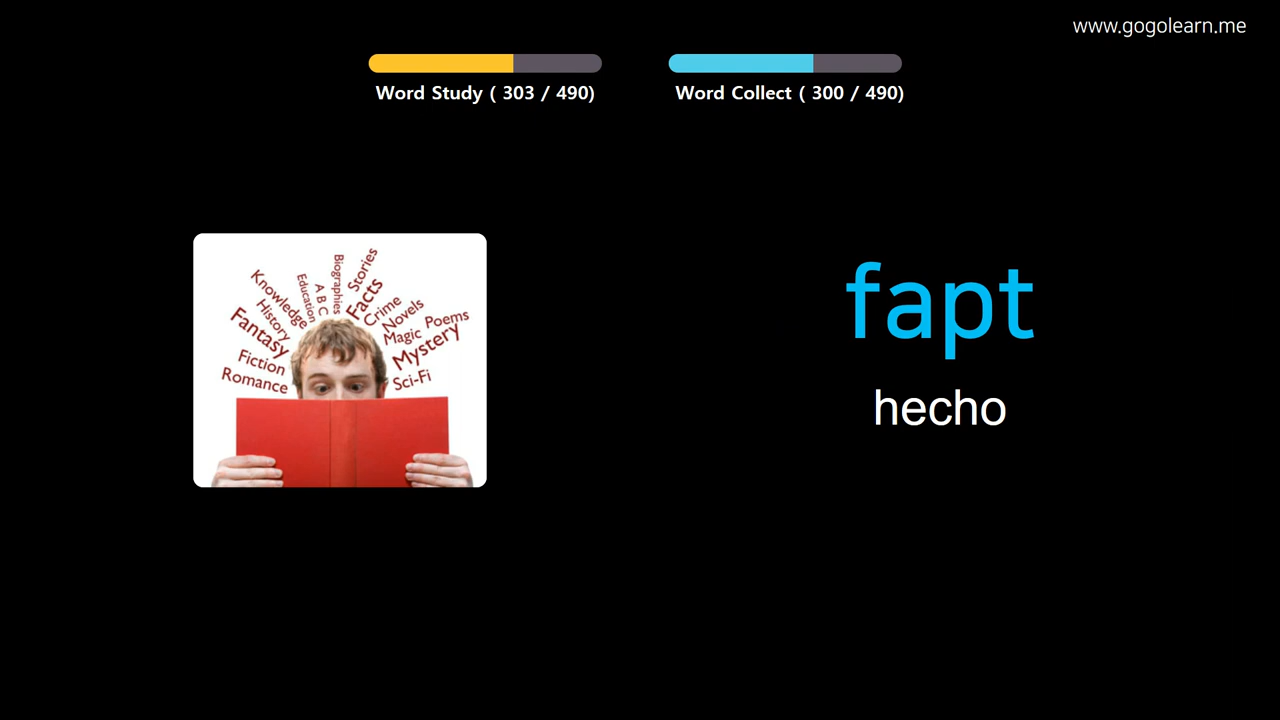 www.gogolearn.me
Word Study ( 303 / 490)
Word Collect ( 300 / 490)
Knowledge
History
Fantasy
Fiction
Romance
Education
A B C
Biographies
Stories
Facts
Crime
Novels
Magic
Poems
Mystery
Sci-Fi
fapt
hecho